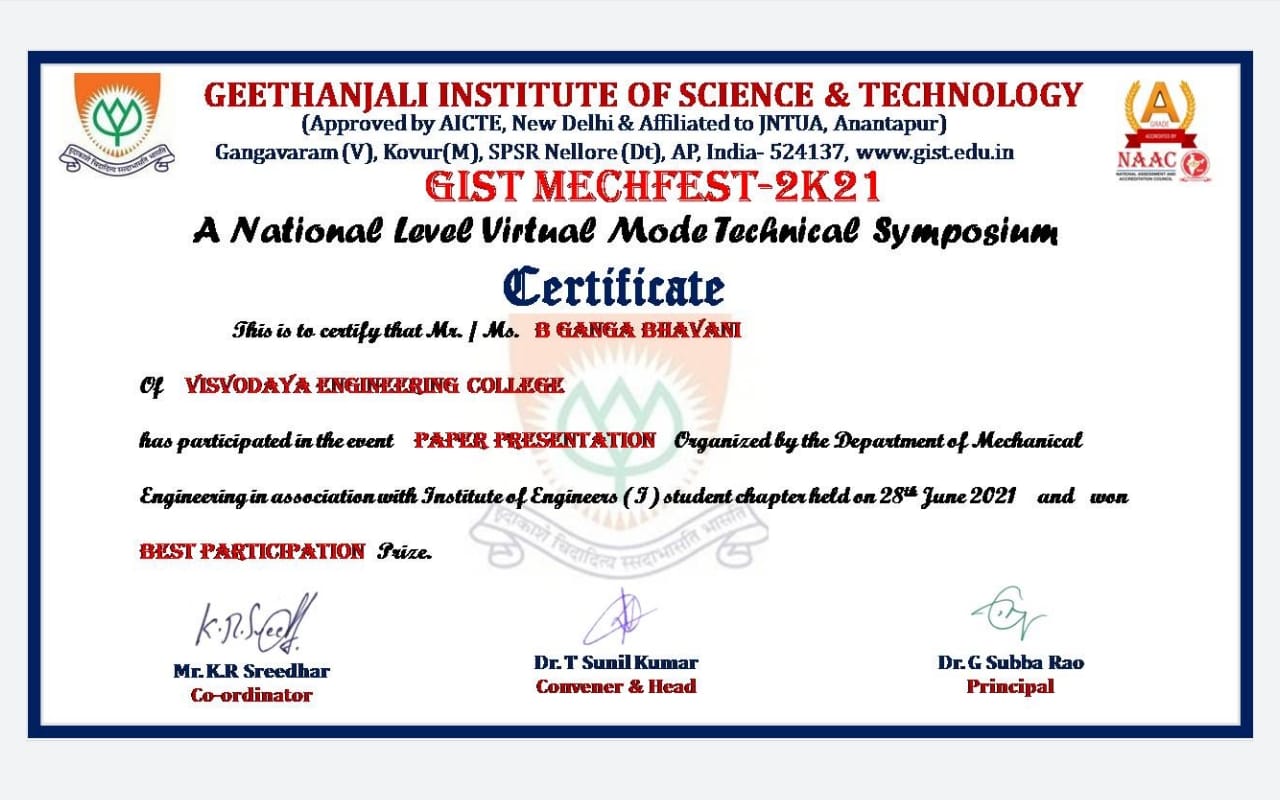 GEETHANJALI INSTITUTE OF SCIENCE & TECHNOLOGY
(Approved by AICTE, New Delhi & Affiliated to JNTUA, Anantapur)
Gangavaram (V), Kovur(M), SPSR Nellore (Dt), AP, India- 524137, www.gist.edu.in
GIST MECHFEST-2K21
A National Level Virtual Mode Technical Symposium
A
GRADE
ACCREDITED BY
NAAC
NATIONAL ASSESSMENT AND
ACCREDITATION COUNCIL
Certificate
This is to certify that Mr. / Ms. B GANGA BHAVANI
Of VISVODAYA ENGINEERING COLLEGE
has participated in the event PAPER PRESENTATION Organized by the Department of Mechanical
Engineering in association with Institute of Engineers ( I ) student chapter held on 28th June 2021 and won
BEST PARTICIPATION Prize.
K.R.Sree
Mr. K.R Sreedhar
Co-ordinator
Dr. T Sunil Kumar
Convener & Head
Dr. G Subba Rao
Principal